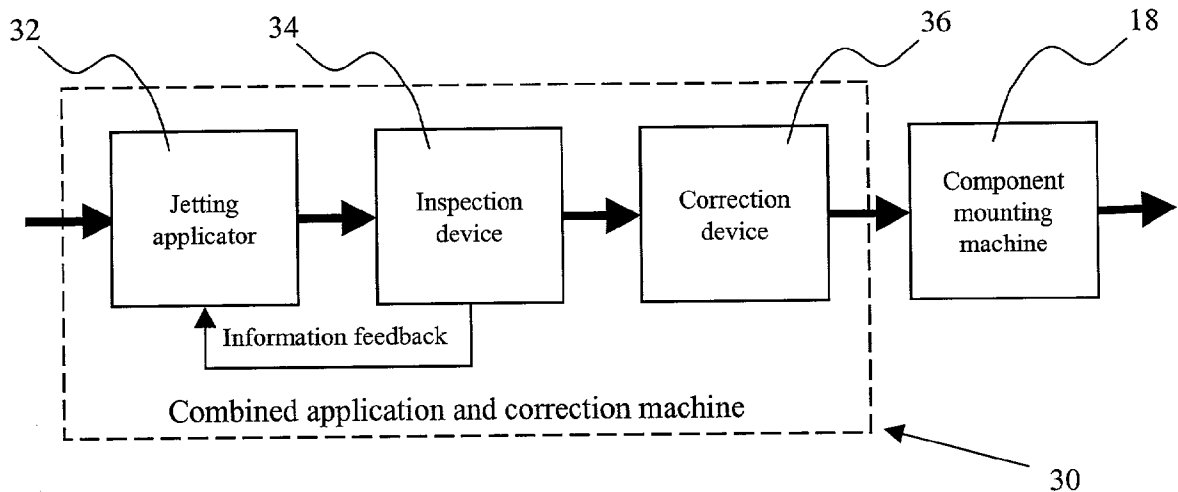 32
34
36
18
Jetting
applicator
Inspection
device
Correction
device
Component
mounting
machine
Information feedback
Combined application and correction machine
30